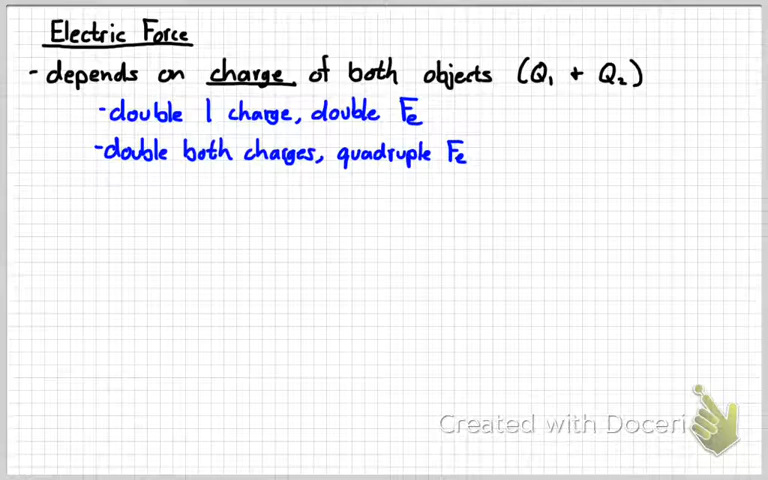 Electric Force
- depends on charge of both objects (Q₁ + Q₂)
- double 1 charge, double Fe
- double both charges, quadruple Fe
Created with Doceri